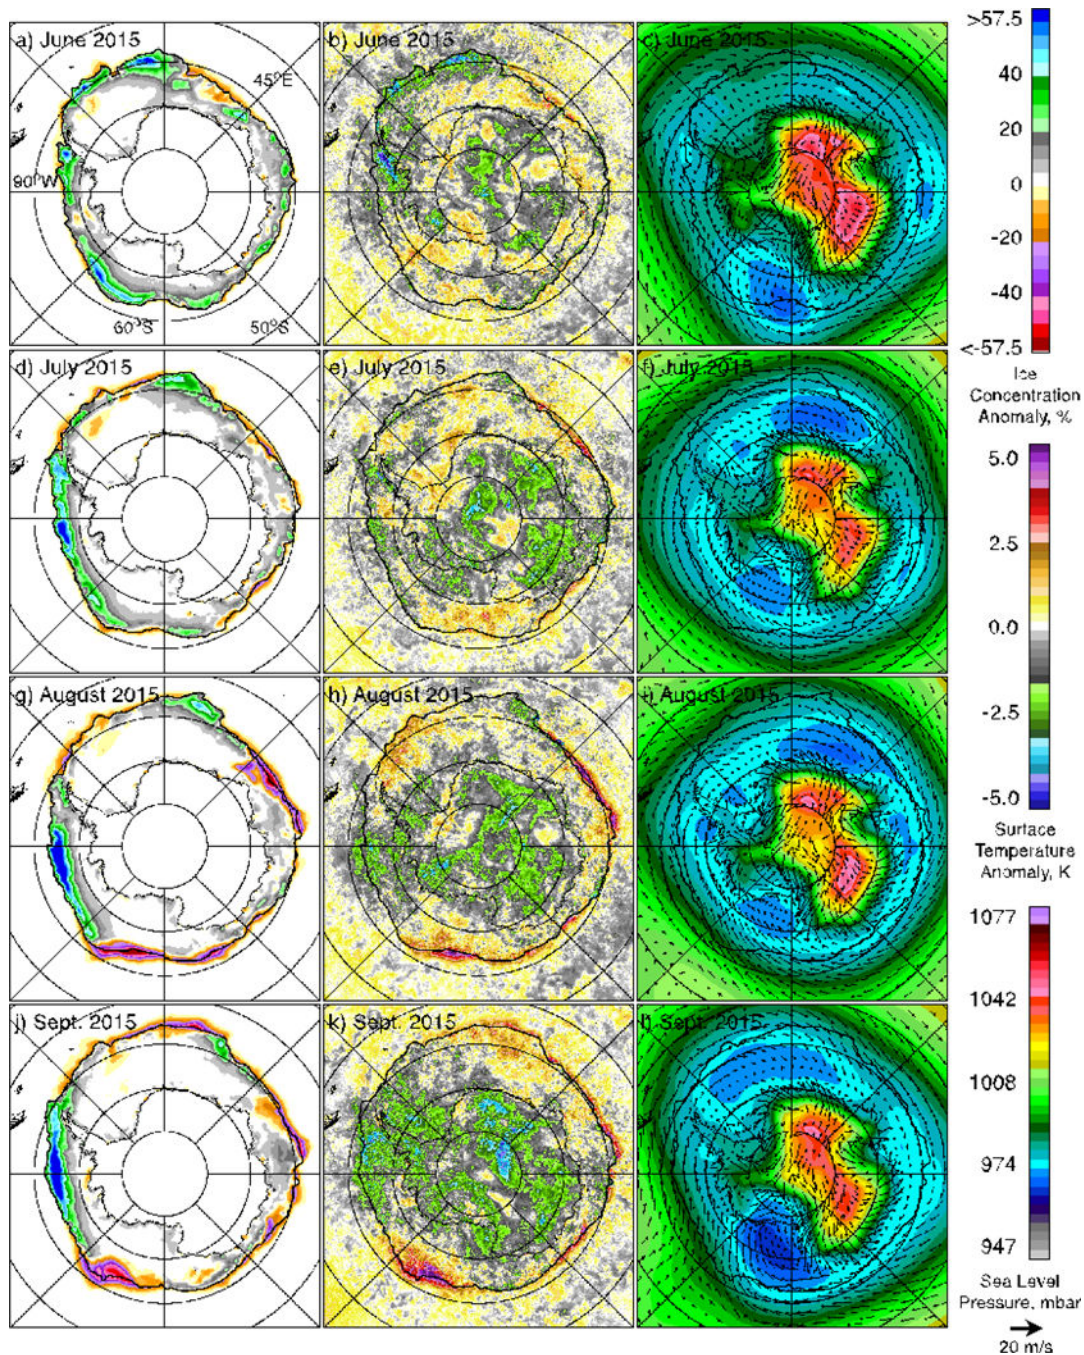 a) June 2015
b) June 2015
c) June 2015
45°E
90°W
60°S
50°S
d) July 2015
e) July 2015
f) July 2015
g) August 2015
h) August 2015
i) August 2015
j) Sept. 2015
k) Sept. 2015
l) Sept. 2015
>57.5
40
20
0
-20
-40
<-57.5
Ice
Concentration
Anomaly, %
5.0
2.5
0.0
-2.5
-5.0
Surface
Temperature
Anomaly, K
1077
1042
1008
974
947
Sea Level
Pressure, mbar
20 m/s